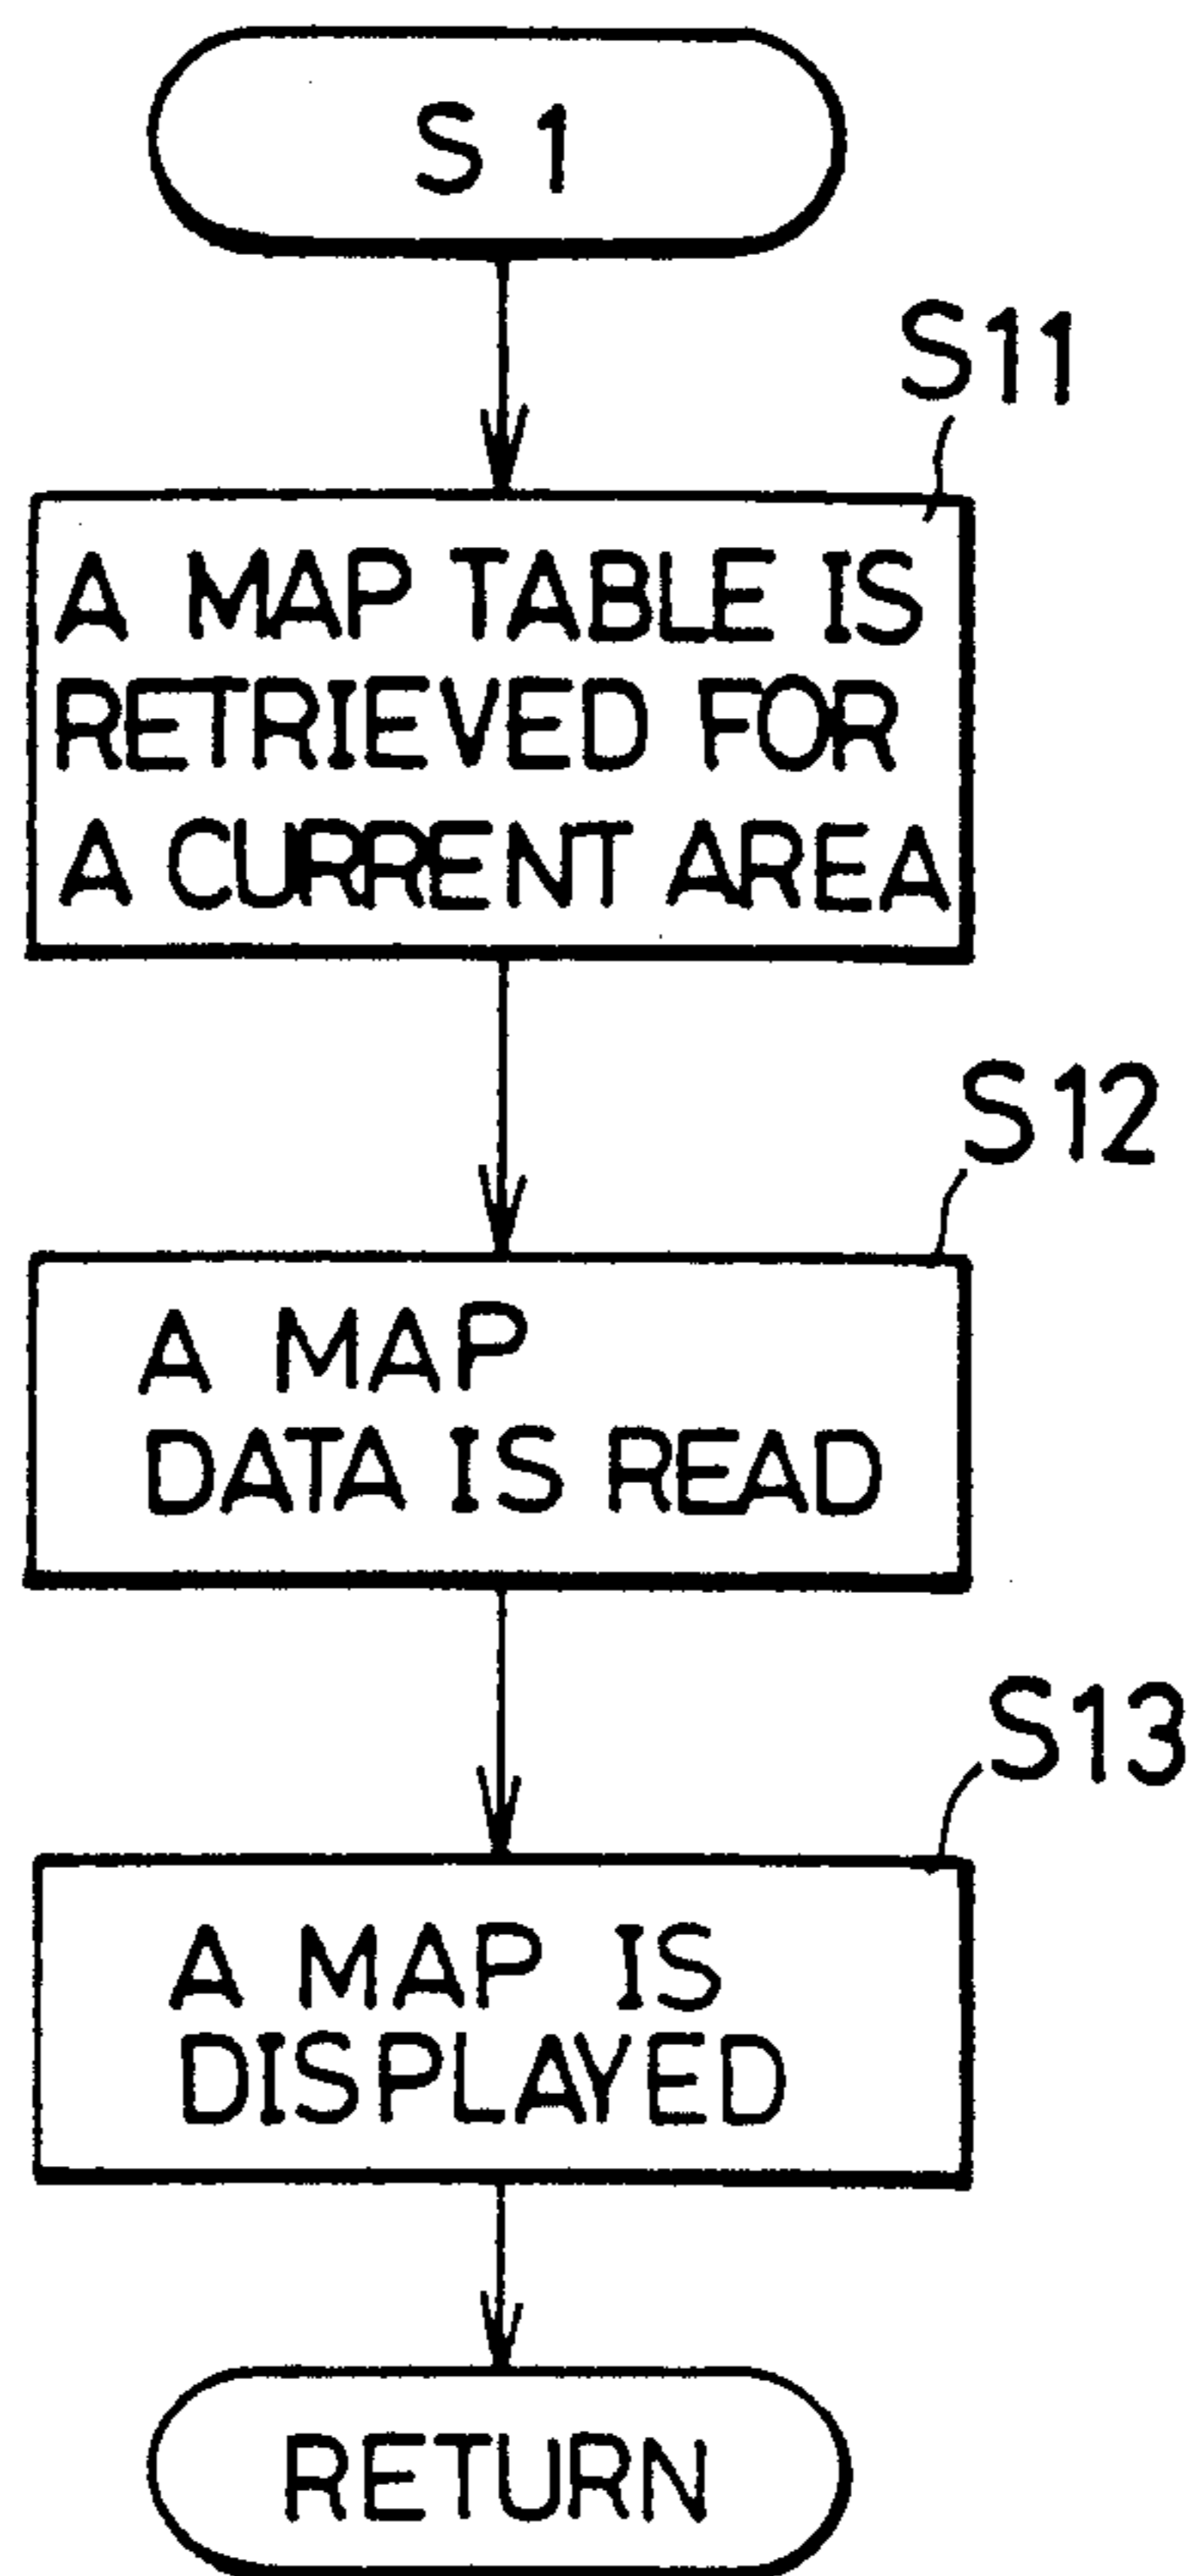 S 1
S11
A MAP TABLE IS
RETRIEVED FOR
A CURRENT AREA
S12
A MAP
DATA IS READ
S13
A MAP IS
DISPLAYED
RETURN